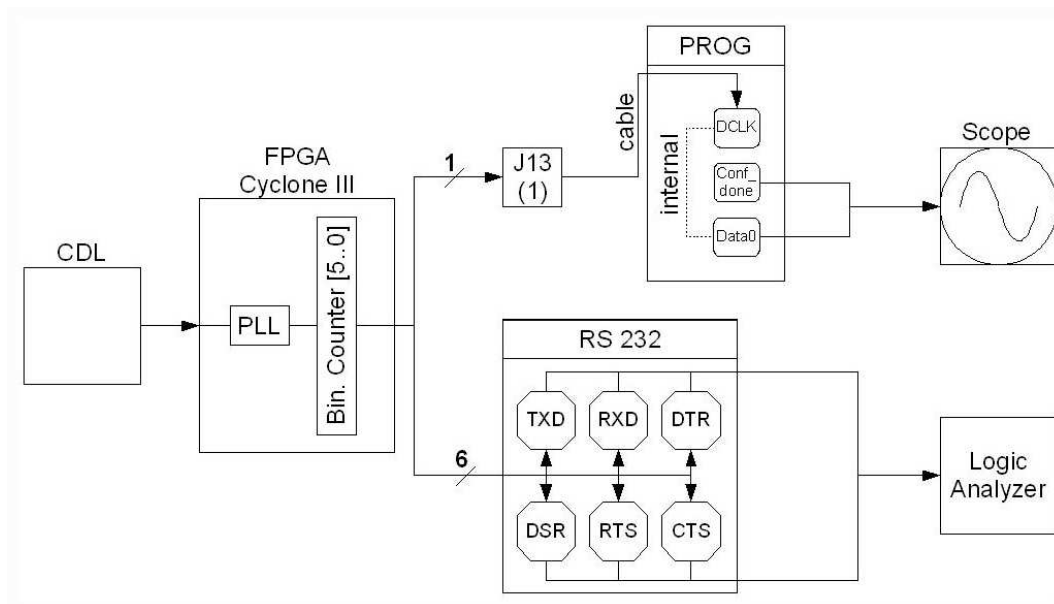 PROG
cable
DCLK
internal
Conf_
done
Data0
Scope
1
J13
(1)
FPGA
Cyclone III
CDL
PLL
Bin. Counter [5..0]
RS 232
TXD
RXD
DTR
6
DSR
RTS
CTS
Logic
Analyzer